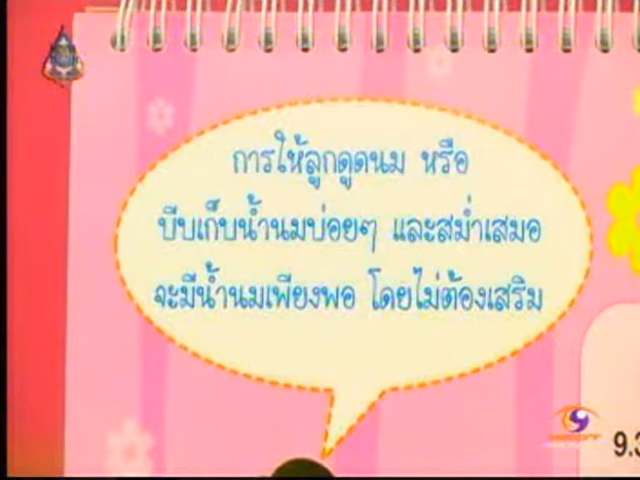 การให้ลูกดูดนม หรือ
บีบเก็บน้ำนมบ่อยๆ และสม่ำเสมอ
จะมีน้ำนมเพียงพอ โดยไม่ต้องเสริม
9.3